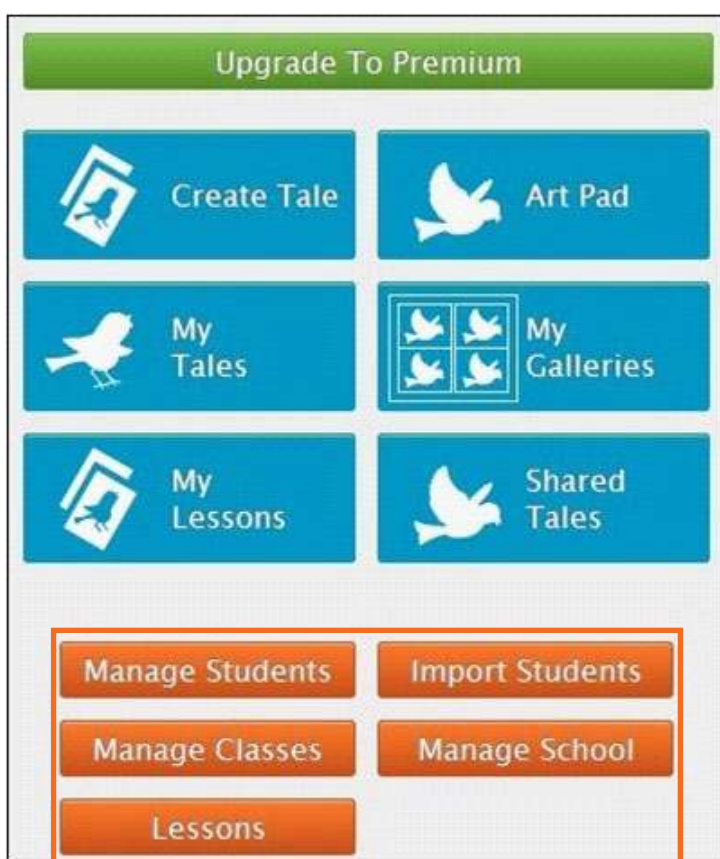 Upgrade To Premium
Create Tale
Art Pad
My
Tales
My
Galleries
My
Lessons
Shared
Tales
Manage Students
Import Students
Manage Classes
Manage School
Lessons